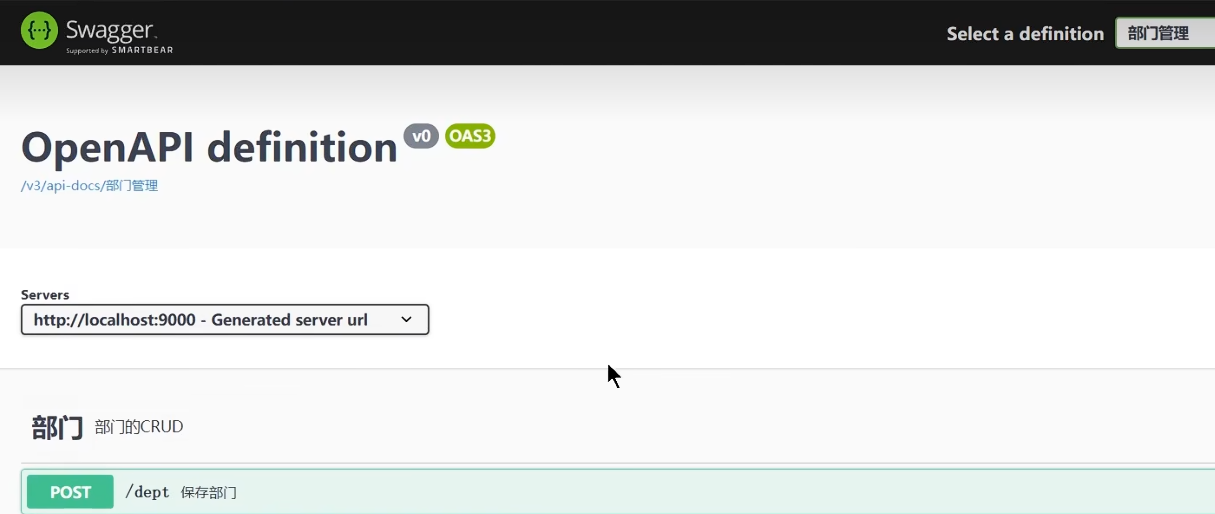 {···} Swagger.
Supported by SMARTBEAR
Select a definition 部门管理
OpenAPI definition v0 OAS3
/v3/api-docs/部门管理
Servers
http://localhost:9000 - Generated server url
部门 部门的CRUD
POST /dept 保存部门